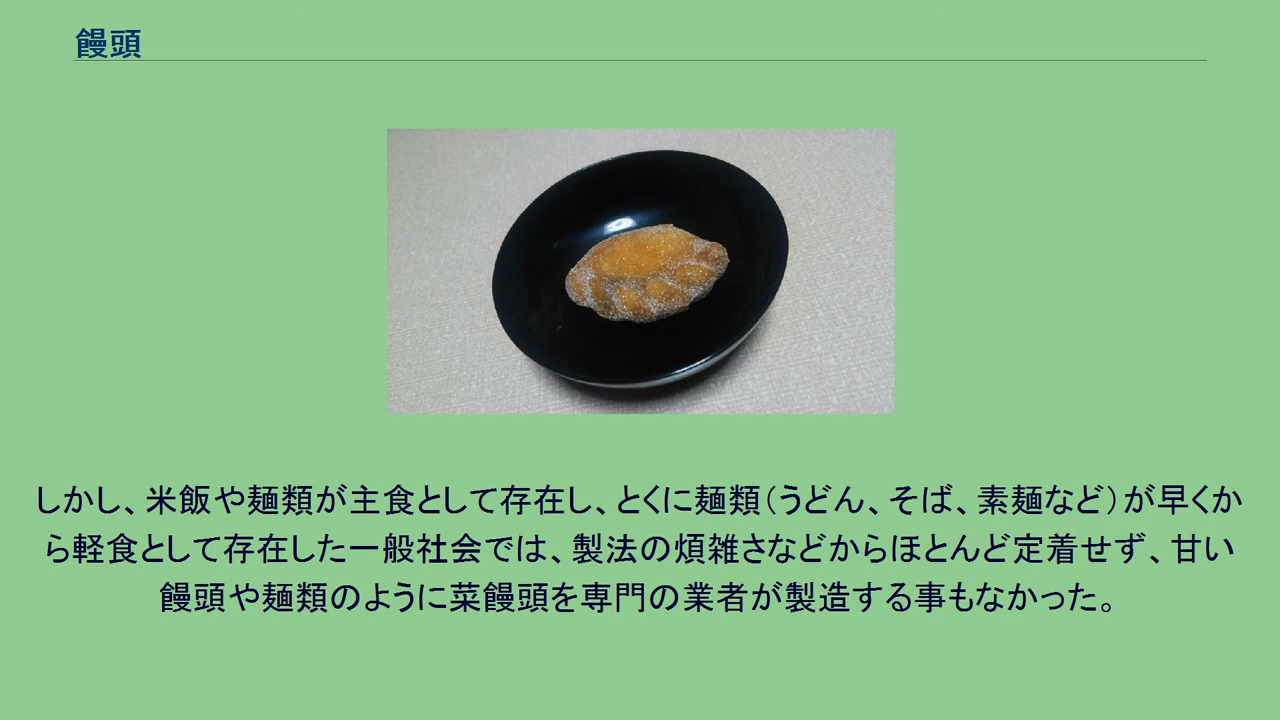 饅頭
しかし、米飯や麺類が主食として存在し、とくに麺類（うどん、そば、素麺など）が早くか
ら軽食として存在した一般社会では、製法の煩雑さなどからほとんど定着せず、甘い
饅頭や麺類のように菜饅頭を専門の業者が製造する事もなかった。